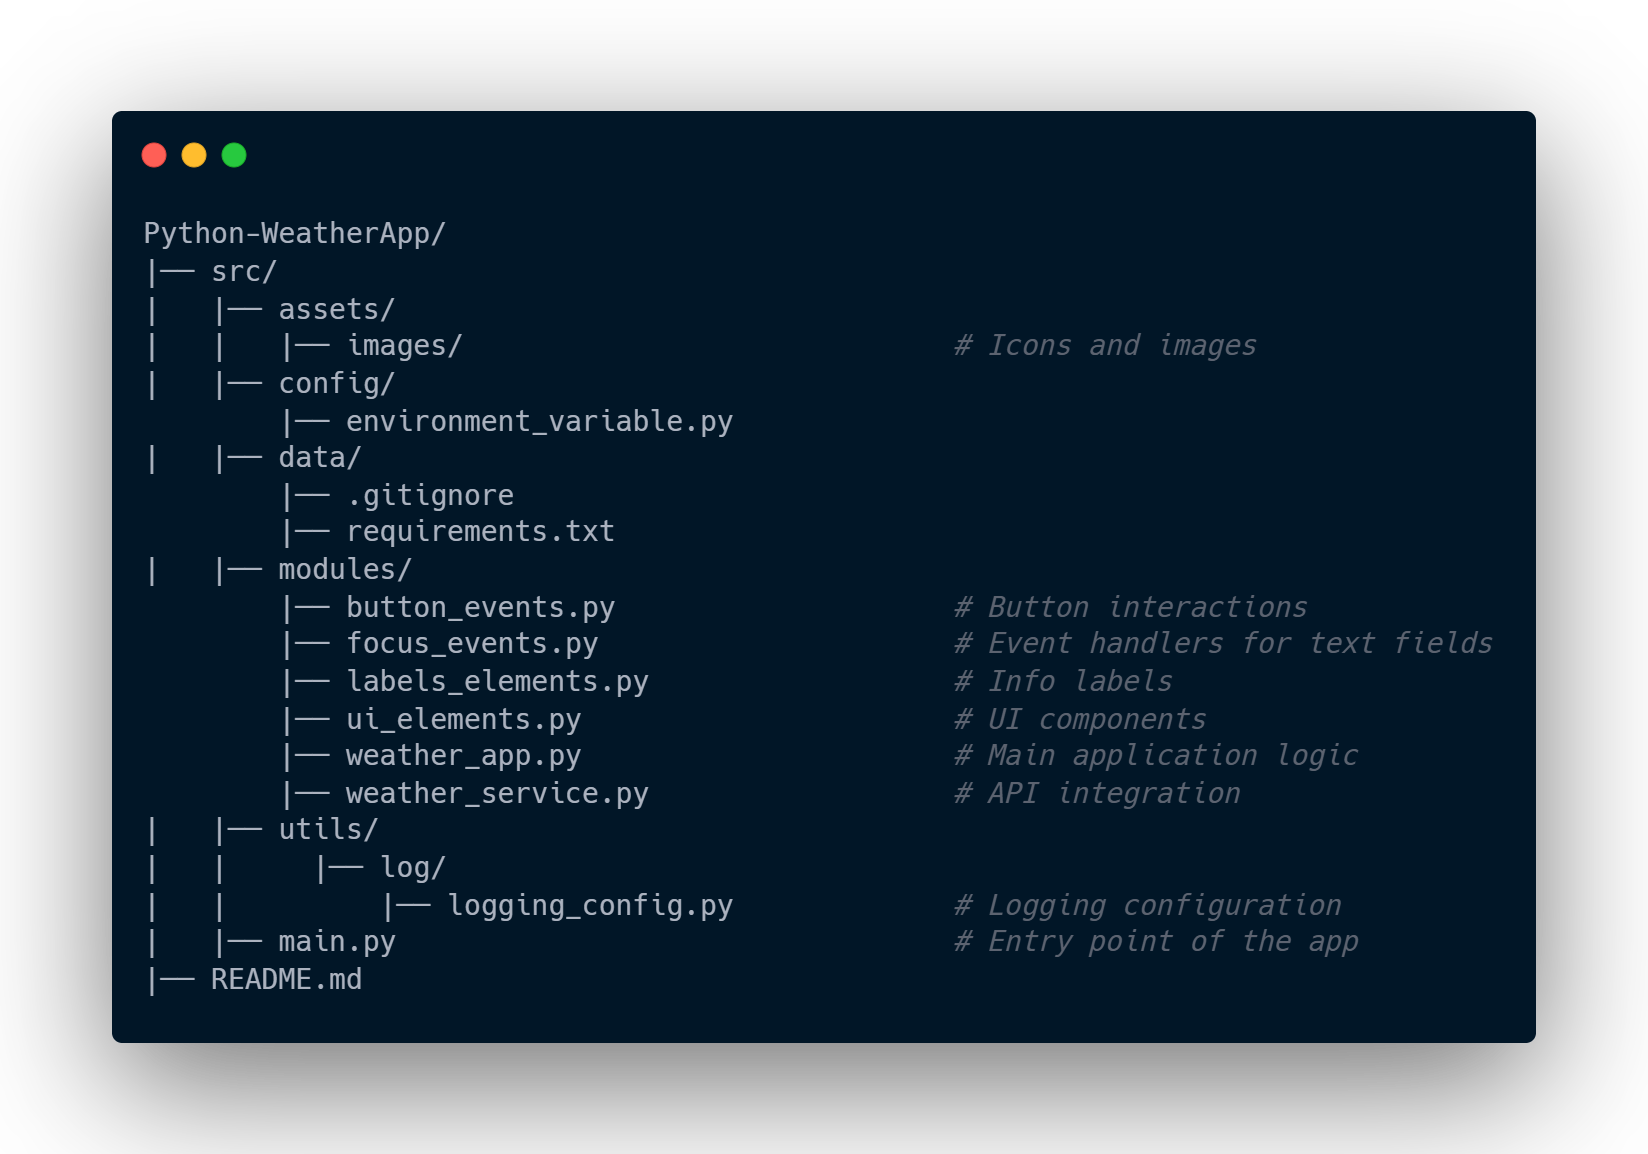 Python-WeatherApp/
|── src/
|   |── assets/
|   |   |── images/                             # Icons and images
|   |── config/
        |── environment_variable.py
|   |── data/
        |── .gitignore
        |── requirements.txt
|   |── modules/
        |── button_events.py                    # Button interactions
        |── focus_events.py                     # Event handlers for text fields
        |── labels_elements.py                  # Info labels
        |── ui_elements.py                      # UI components
        |── weather_app.py                      # Main application logic
        |── weather_service.py                  # API integration
|   |── utils/
|   |     |── log/
|   |         |── logging_config.py             # Logging configuration
|   |── main.py                                 # Entry point of the app
|── README.md